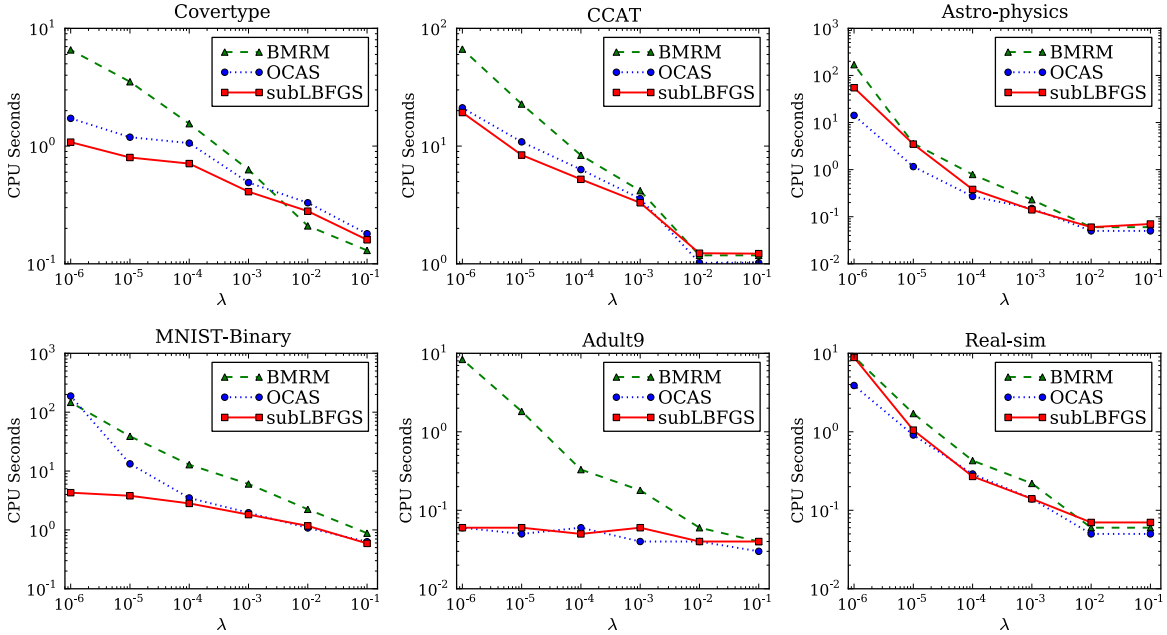 Covertype
10^1
10^0
10^-1
CPU Seconds
BMRM
OCAS
subLBFGS
10^-6 10^-5 10^-4 10^-3 10^-2 10^-1
λ
CCAT
10^2
10^1
10^0
CPU Seconds
BMRM
OCAS
subLBFGS
10^-6 10^-5 10^-4 10^-3 10^-2 10^-1
λ
Astro-physics
10^3
10^2
10^1
10^0
10^-1
10^-2
CPU Seconds
BMRM
OCAS
subLBFGS
10^-6 10^-5 10^-4 10^-3 10^-2 10^-1
λ
MNIST-Binary
10^3
10^2
10^1
10^0
10^-1
CPU Seconds
BMRM
OCAS
subLBFGS
10^-6 10^-5 10^-4 10^-3 10^-2 10^-1
λ
Adult9
10^1
10^0
10^-1
10^-2
CPU Seconds
BMRM
OCAS
subLBFGS
10^-6 10^-5 10^-4 10^-3 10^-2 10^-1
λ
Real-sim
10^1
10^0
10^-1
10^-2
CPU Seconds
BMRM
OCAS
subLBFGS
10^-6 10^-5 10^-4 10^-3 10^-2 10^-1
λ